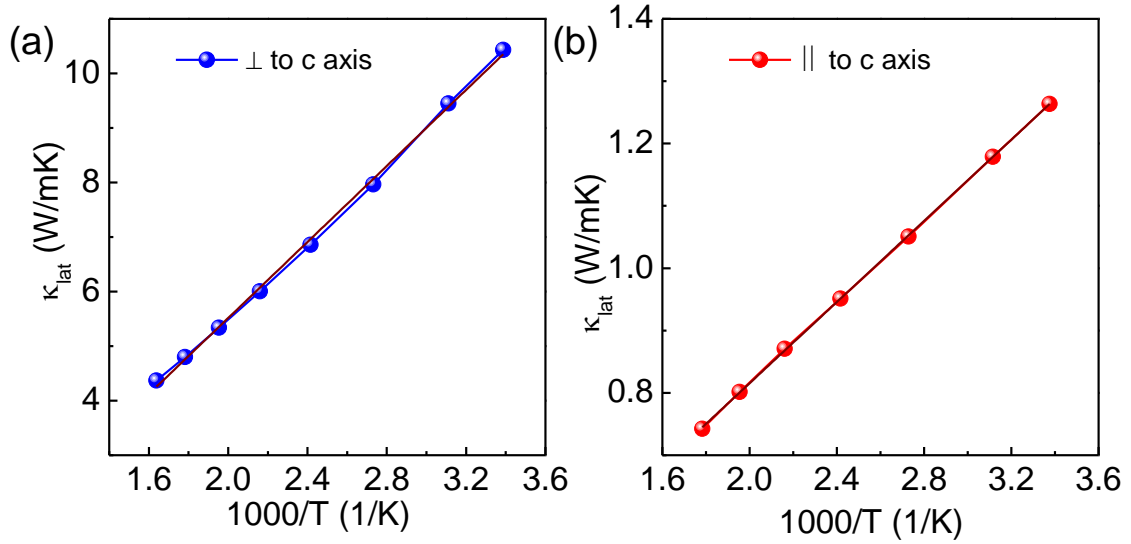 (a)
⊥ to c axis
10
8
6
4
κlat (W/mK)
1.6 2.0 2.4 2.8 3.2 3.6
1000/T (1/K)
(b)
|| to c axis
1.4
1.2
1.0
0.8
κlat (W/mK)
1.6 2.0 2.4 2.8 3.2 3.6
1000/T (1/K)